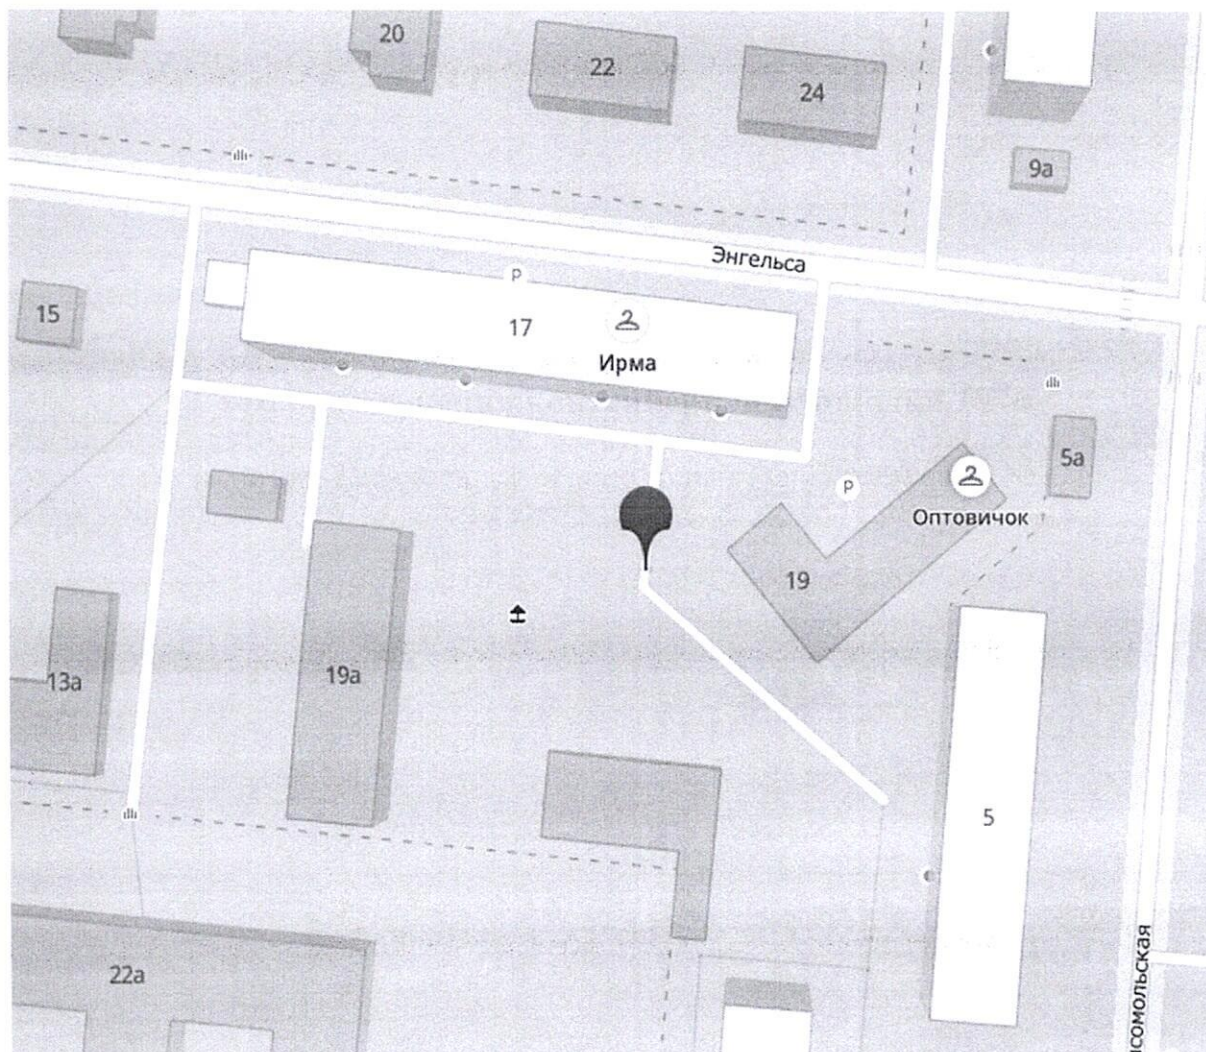 20
22
24
9а
Энгельса
15
P
17
Ирма
5а
P
Оптовичок
19
19а
13а
5
22а
сомольская